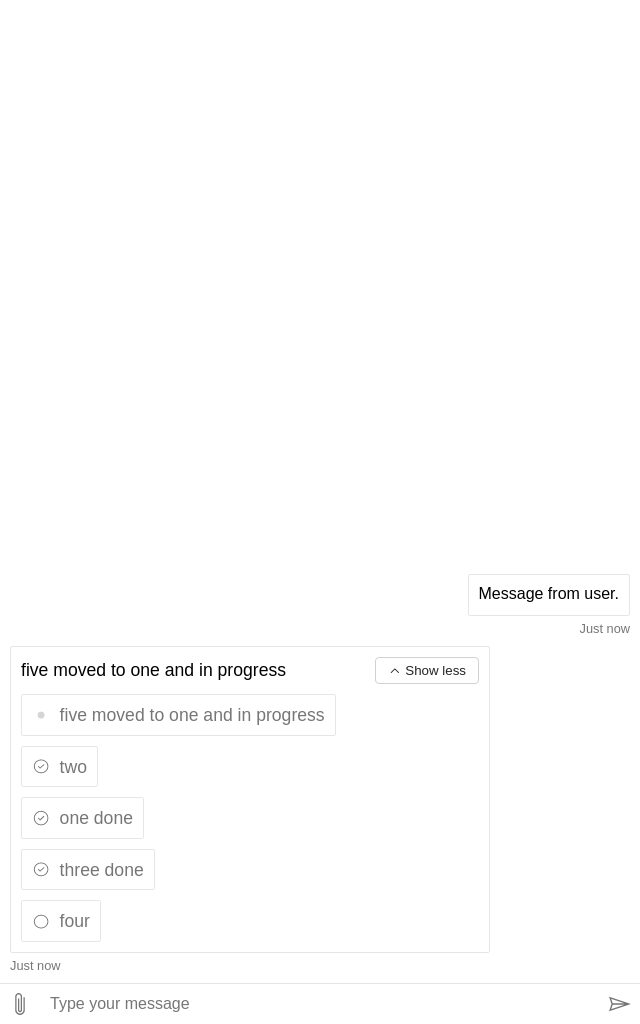 Message from user.
Just now
five moved to one and in progress
Show less
five moved to one and in progress
two
one done
three done
four
Just now
Type your message